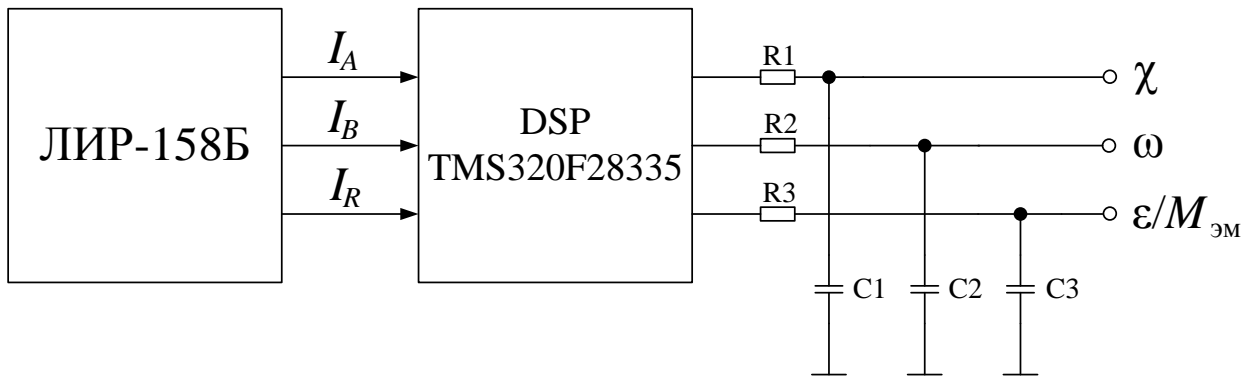 ЛИР-158Б
I_A
I_B
I_R
DSP
TMS320F28335
R1
R2
R3
χ
ω
ε/M_эм
C1
C2
C3